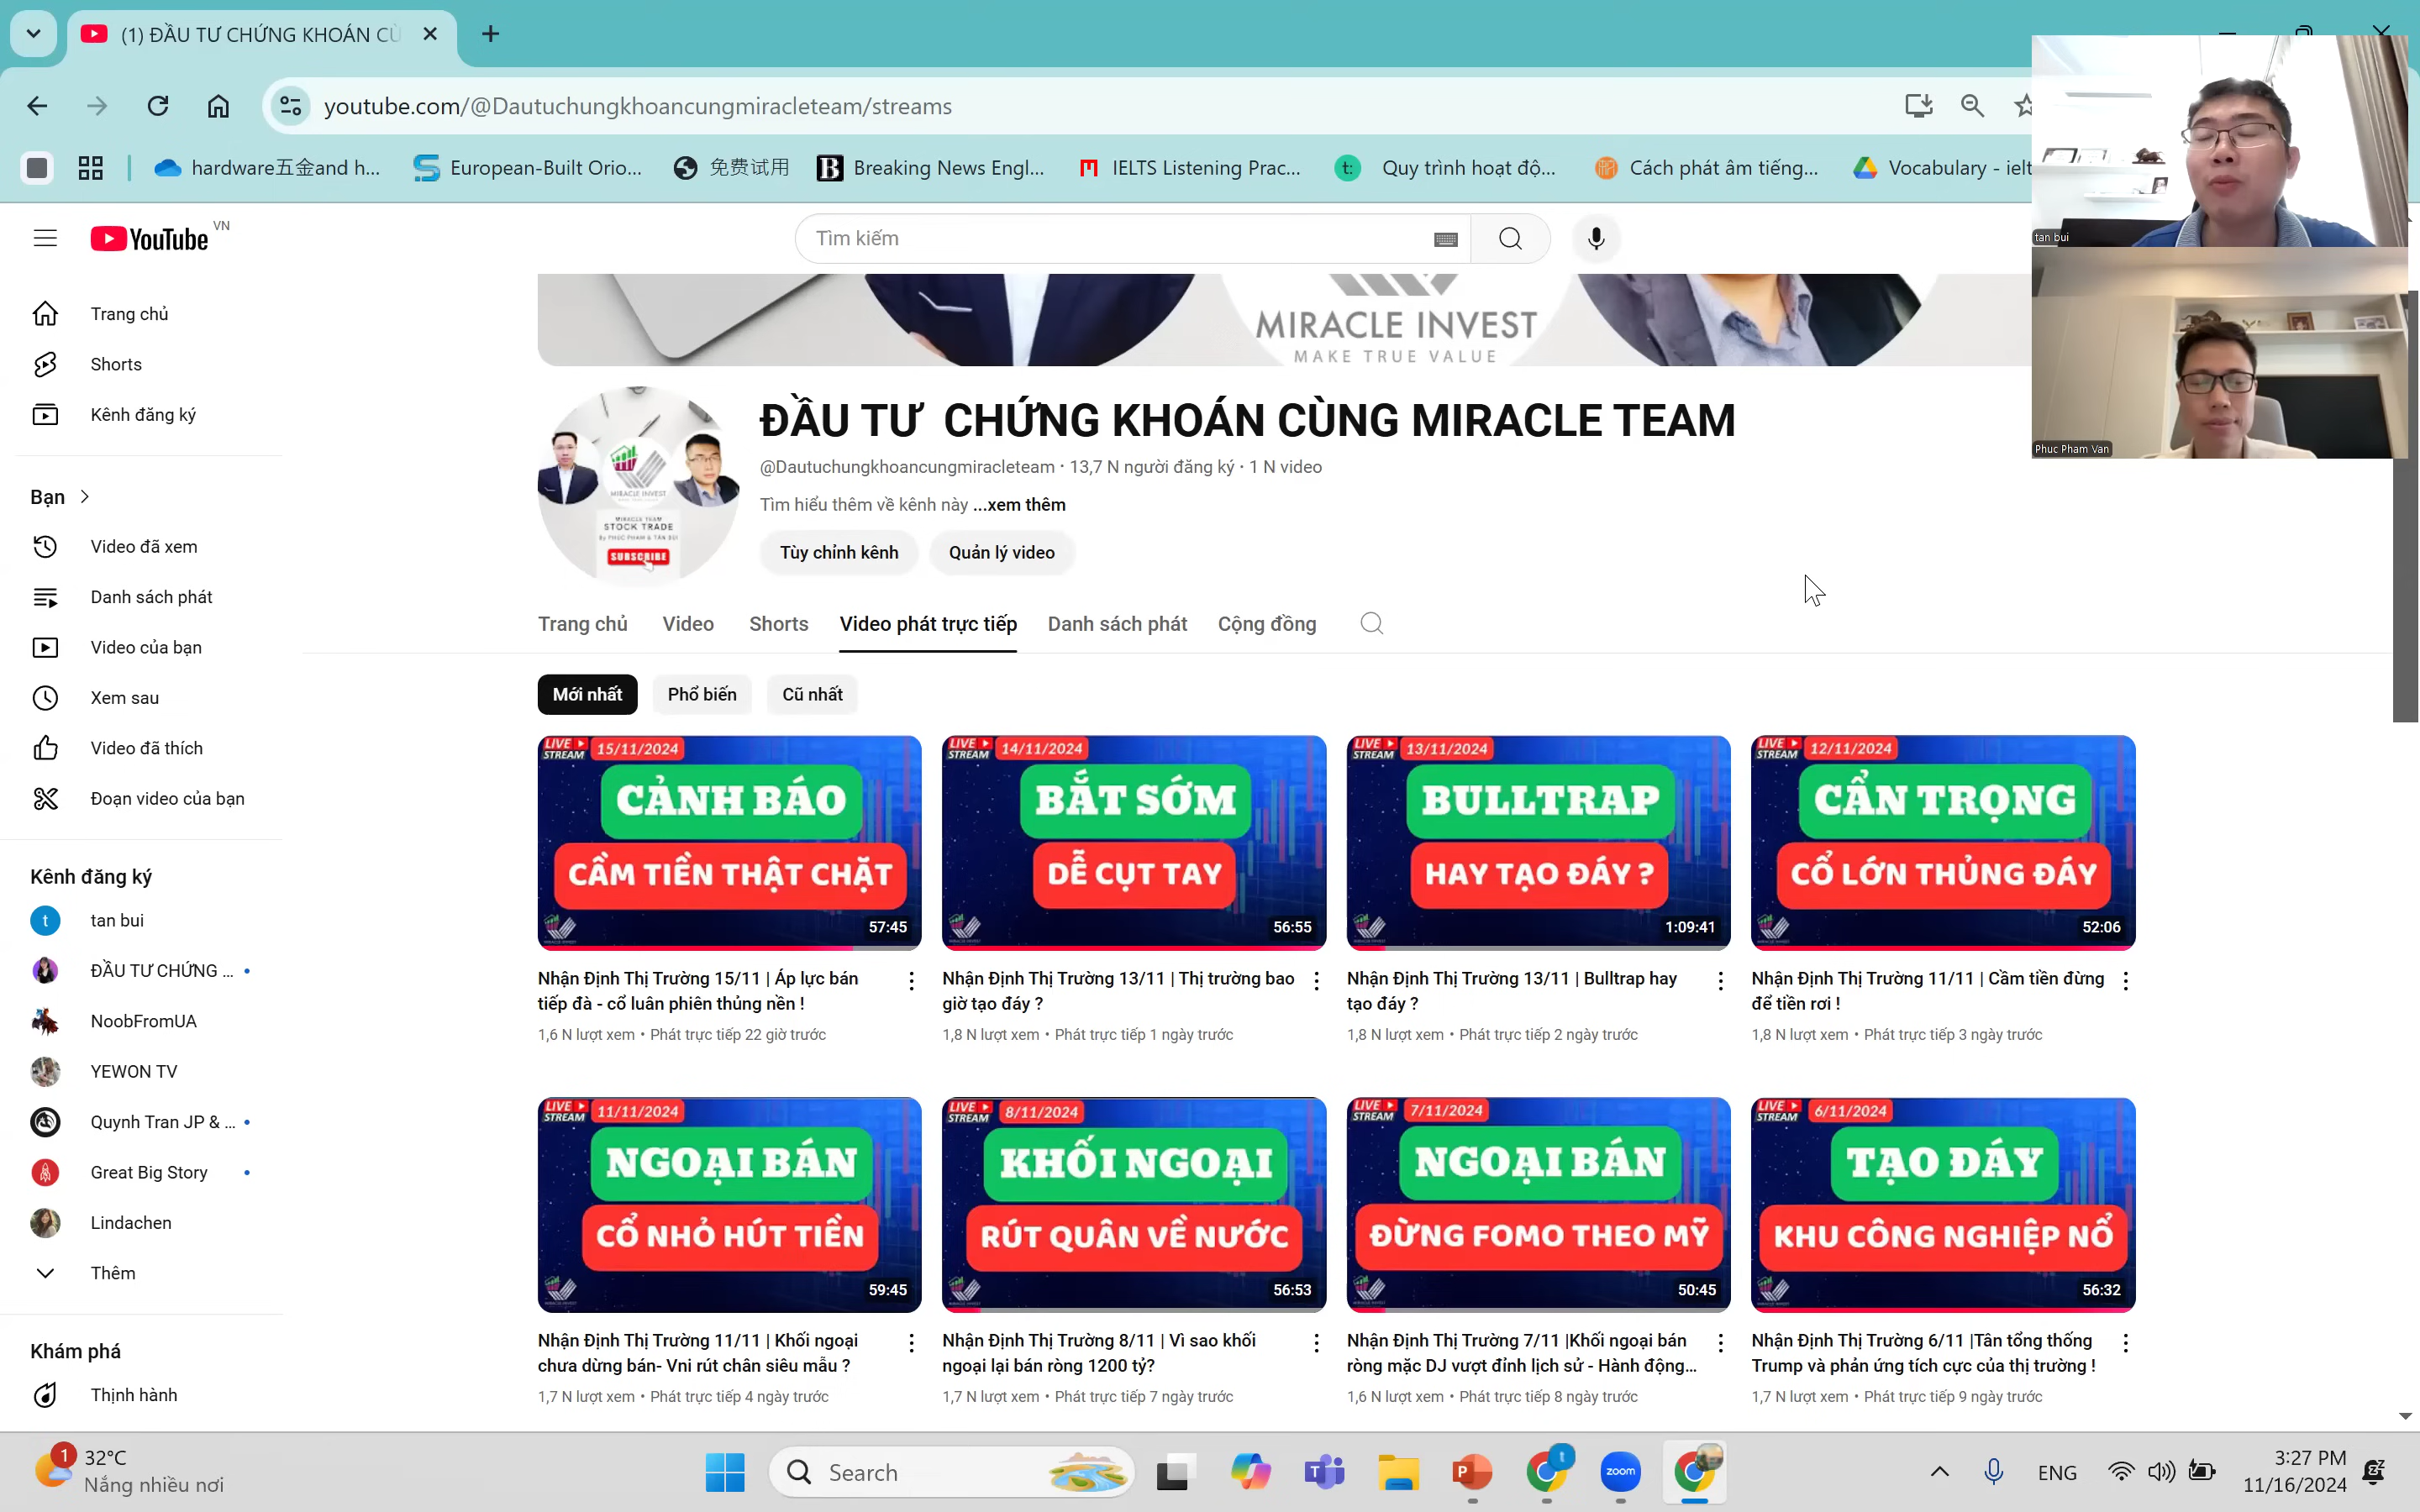 (1) ĐẦU TƯ CHỨNG KHOÁN CÙ
youtube.com/@Dautuchungkhoancungmiracleteam/streams
hardware五金and h...
European-Built Orio...
免费试用
Breaking News Engl...
IELTS Listening Prac...
Quy trình hoạt độ...
Cách phát âm tiếng...
Vocabulary - ielt
tan bui
Phuc Pham Van
YouTube VN
Tìm kiếm
Trang chủ
Shorts
Kênh đăng ký
Bạn
Video đã xem
Danh sách phát
Video của bạn
Xem sau
Video đã thích
Đoạn video của bạn
Kênh đăng ký
tan bui
ĐẦU TƯ CHỨNG ...
NoobFromUA
YEWON TV
Quynh Tran JP & ...
Great Big Story
Lindachen
Thêm
Khám phá
Thịnh hành
MIRACLE INVEST
MAKE TRUE VALUE
MIRACLE INVEST
MIRACLE TEAM
STOCK TRADE
By PHUC PHAM & TAN BUI
SUBSCRIBE
ĐẦU TƯ CHỨNG KHOÁN CÙNG MIRACLE TEAM
@Dautuchungkhoancungmiracleteam · 13,7 N người đăng ký · 1 N video
Tìm hiểu thêm về kênh này ...xem thêm
Tùy chỉnh kênh
Quản lý video
Trang chủ
Video
Shorts
Video phát trực tiếp
Danh sách phát
Cộng đồng
Mới nhất
Phổ biến
Cũ nhất
LIVE STREAM 15/11/2024
CẢNH BÁO
CẦM TIỀN THẬT CHẶT
57:45
Nhận Định Thị Trường 15/11 | Áp lực bán
tiếp đà - cổ luân phiên thủng nền !
1,6 N lượt xem • Phát trực tiếp 22 giờ trước
LIVE STREAM 14/11/2024
BẮT SỚM
DỄ CỤT TAY
56:55
Nhận Định Thị Trường 13/11 | Thị trường bao
giờ tạo đáy ?
1,8 N lượt xem • Phát trực tiếp 1 ngày trước
LIVE STREAM 13/11/2024
BULLTRAP
HAY TẠO ĐÁY ?
1:09:41
Nhận Định Thị Trường 13/11 | Bulltrap hay
tạo đáy ?
1,8 N lượt xem • Phát trực tiếp 2 ngày trước
LIVE STREAM 12/11/2024
CẨN TRỌNG
CỔ LỚN THỦNG ĐÁY
52:06
Nhận Định Thị Trường 11/11 | Cầm tiền đừng
để tiền rơi !
1,8 N lượt xem • Phát trực tiếp 3 ngày trước
LIVE STREAM 11/11/2024
NGOẠI BÁN
CỔ NHỎ HÚT TIỀN
59:45
Nhận Định Thị Trường 11/11 | Khối ngoại
chưa dừng bán- Vni rút chân siêu mẫu ?
1,7 N lượt xem • Phát trực tiếp 4 ngày trước
LIVE STREAM 8/11/2024
KHỐI NGOẠI
RÚT QUÂN VỀ NƯỚC
56:53
Nhận Định Thị Trường 8/11 | Vì sao khối
ngoại lại bán ròng 1200 tỷ?
1,7 N lượt xem • Phát trực tiếp 7 ngày trước
LIVE STREAM 7/11/2024
NGOẠI BÁN
ĐỪNG FOMO THEO MỸ
50:45
Nhận Định Thị Trường 7/11 |Khối ngoại bán
ròng mặc DJ vượt đỉnh lịch sử - Hành động...
1,6 N lượt xem • Phát trực tiếp 8 ngày trước
LIVE STREAM 6/11/2024
TẠO ĐÁY
KHU CÔNG NGHIỆP NỔ
56:32
Nhận Định Thị Trường 6/11 |Tân tổng thống
Trump và phản ứng tích cực của thị trường !
1,7 N lượt xem • Phát trực tiếp 9 ngày trước
1
32°C
Nắng nhiều nơi
Search
zoom
ENG
3:27 PM
11/16/2024